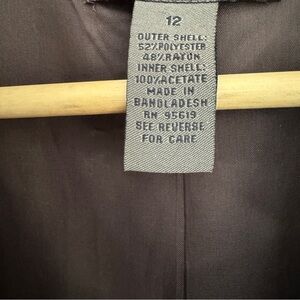 12
OUTER SHELL:
52%POLYESTER
48%RAYON
INNER SHELL:
100%ACETATE
MADE IN
BANGLADESH
RN 95619
SEE REVERSE
FOR CARE